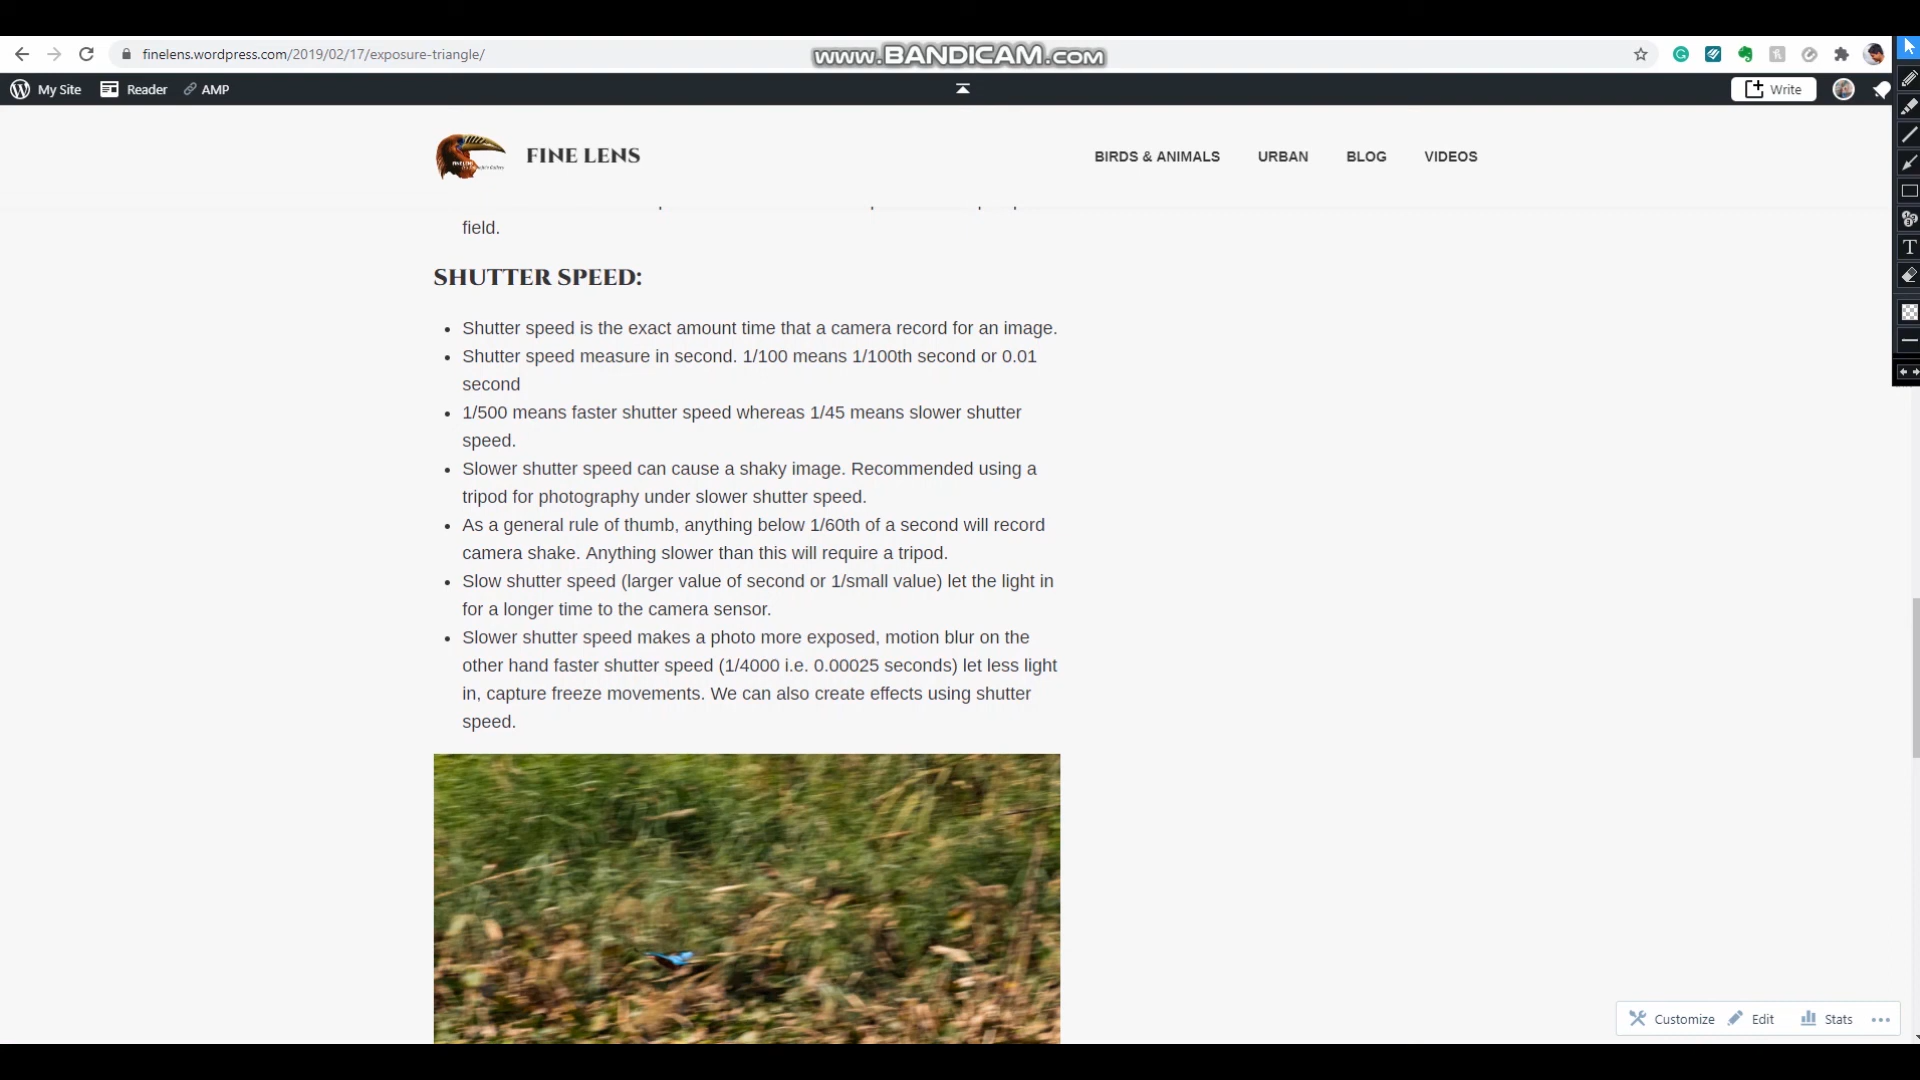 finelens.wordpress.com/2019/02/17/exposure-triangle/
www.BANDICAM.com
My Site
Reader
AMP
Write
FINE LENS
BIRDS & ANIMALS
URBAN
BLOG
VIDEOS
field.
SHUTTER SPEED:
Shutter speed is the exact amount time that a camera record for an image.
Shutter speed measure in second. 1/100 means 1/100th second or 0.01
second
1/500 means faster shutter speed whereas 1/45 means slower shutter
speed.
Slower shutter speed can cause a shaky image. Recommended using a
tripod for photography under slower shutter speed.
As a general rule of thumb, anything below 1/60th of a second will record
camera shake. Anything slower than this will require a tripod.
Slow shutter speed (larger value of second or 1/small value) let the light in
for a longer time to the camera sensor.
Slower shutter speed makes a photo more exposed, motion blur on the
other hand faster shutter speed (1/4000 i.e. 0.00025 seconds) let less light
in, capture freeze movements. We can also create effects using shutter
speed.
Customize
Edit
Stats